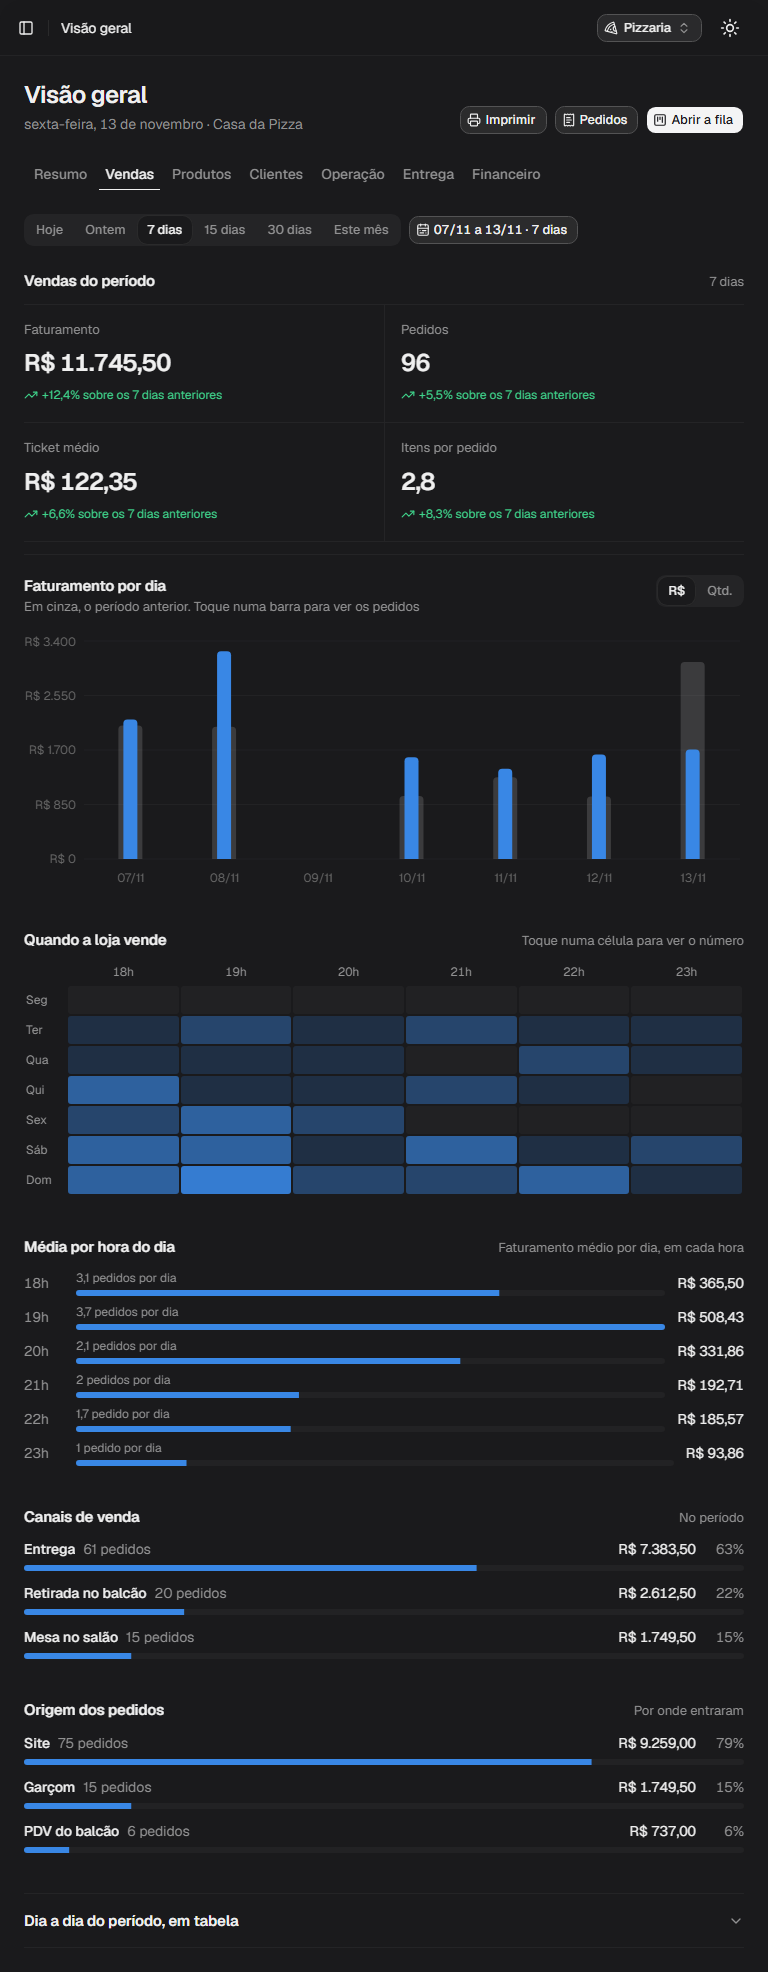 Visão geral
Pizzaria
Visão geral
sexta-feira, 13 de novembro · Casa da Pizza
Imprimir
Pedidos
Abrir a fila
Resumo Vendas Produtos Clientes Operação Entrega Financeiro
Hoje Ontem 7 dias 15 dias 30 dias Este mês
07/11 a 13/11 · 7 dias
Vendas do período
7 dias
Faturamento
R$ 11.745,50
+12,4% sobre os 7 dias anteriores
Pedidos
96
+5,5% sobre os 7 dias anteriores
Ticket médio
R$ 122,35
+6,6% sobre os 7 dias anteriores
Itens por pedido
2,8
+8,3% sobre os 7 dias anteriores
Faturamento por dia
Em cinza, o período anterior. Toque numa barra para ver os pedidos
R$ Qtd.
R$ 3.400
R$ 2.550
R$ 1.700
R$ 850
R$ 0
07/11 08/11 09/11 10/11 11/11 12/11 13/11
Quando a loja vende
Toque numa célula para ver o número
18h 19h 20h 21h 22h 23h
Seg
Ter
Qua
Qui
Sex
Sáb
Dom
Média por hora do dia
Faturamento médio por dia, em cada hora
18h 3,1 pedidos por dia R$ 365,50
19h 3,7 pedidos por dia R$ 508,43
20h 2,1 pedidos por dia R$ 331,86
21h 2 pedidos por dia R$ 192,71
22h 1,7 pedido por dia R$ 185,57
23h 1 pedido por dia R$ 93,86
Canais de venda
No período
Entrega 61 pedidos R$ 7.383,50 63%
Retirada no balcão 20 pedidos R$ 2.612,50 22%
Mesa no salão 15 pedidos R$ 1.749,50 15%
Origem dos pedidos
Por onde entraram
Site 75 pedidos R$ 9.259,00 79%
Garçom 15 pedidos R$ 1.749,50 15%
PDV do balcão 6 pedidos R$ 737,00 6%
Dia a dia do período, em tabela